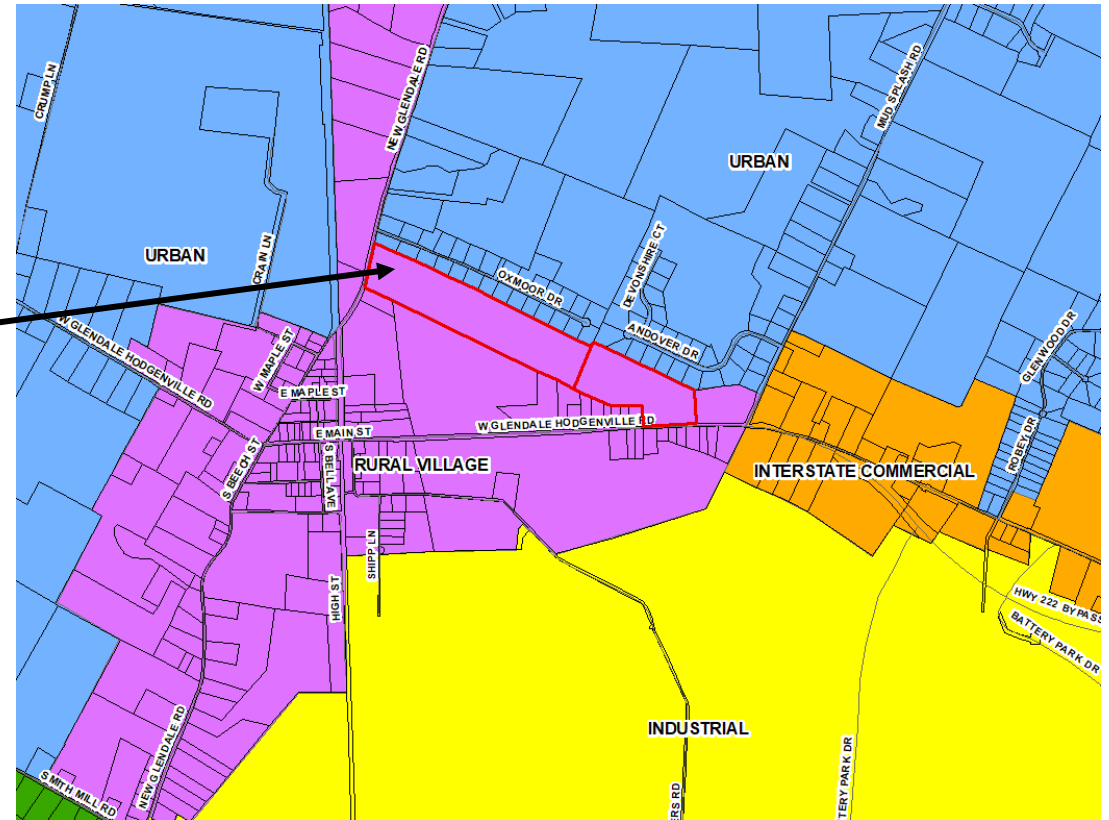 CRUMP LN
NEW GLENDALE RD
MUD SPLASH RD
URBAN
URBAN
CRAIN LN
DEVONSHIRE CT
OXMOOR DR
ANDOVER DR
GLENWOOD DR
W GLENDALE HODGENVILLE RD
W MAPLE ST
E MAPLE ST
E MAIN ST
W GLENDALE HODGENVILLE RD
S BEECH ST
S BELL AVE
RURAL VILLAGE
INTERSTATE COMMERCIAL
ROBEY DR
SHIPP LN
HIGH ST
HWY 222 BYPASS
BATTERY PARK DR
INDUSTRIAL
NEW GLENDALE RD
SMITH MILL RD
ERS RD
TERY PARK DR